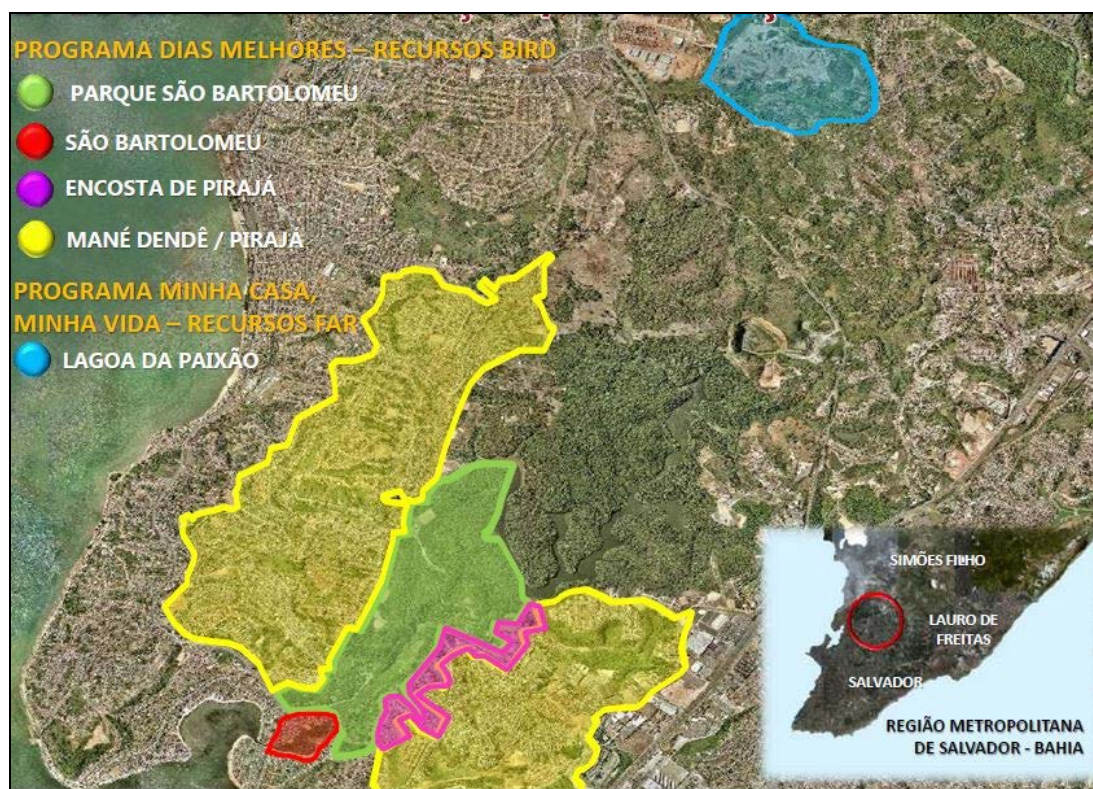 PROGRAMA DIAS MELHORES – RECURSOS BIRD
PARQUE SÃO BARTOLOMEU
SÃO BARTOLOMEU
ENCOSTA DE PIRAJÁ
MANÉ DENDÊ / PIRAJÁ
PROGRAMA MINHA CASA,
MINHA VIDA – RECURSOS FAR
LAGOA DA PAIXÃO
SIMÕES FILHO
LAURO DE
FREITAS
SALVADOR
REGIÃO METROPOLITANA
DE SALVADOR - BAHIA